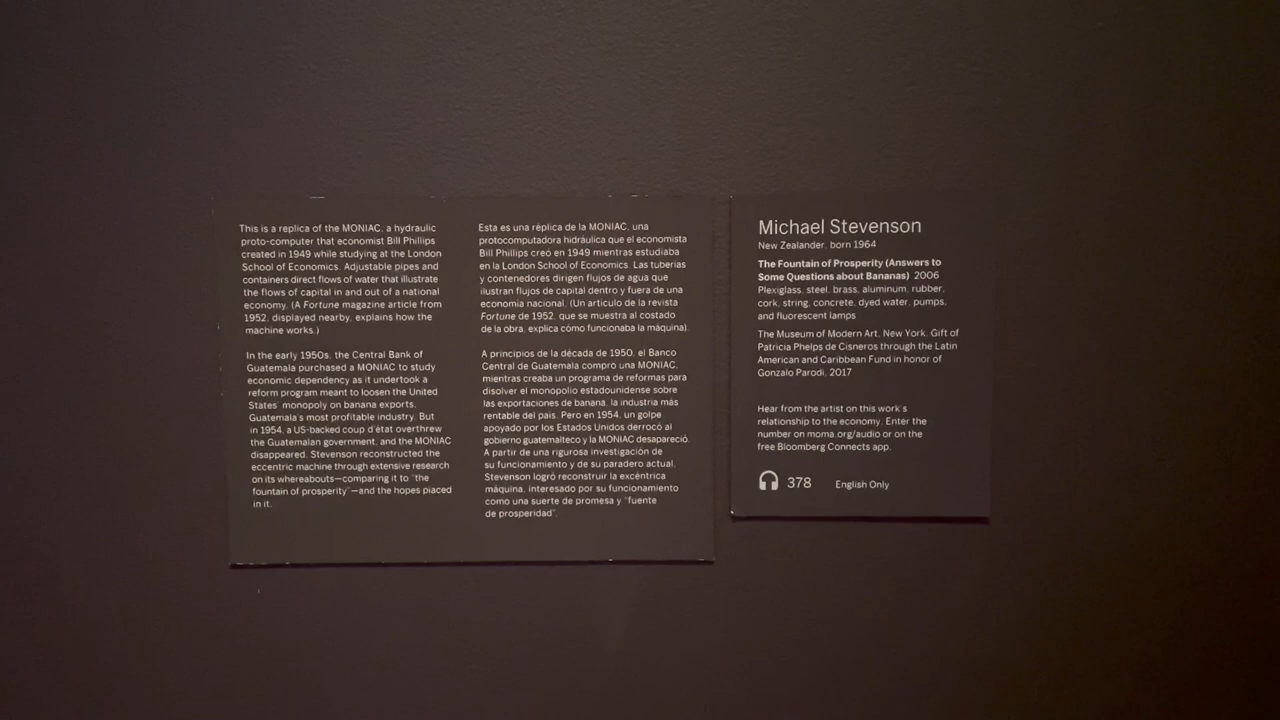 This is a replica of the MONIAC, a hydraulic
proto-computer that economist Bill Phillips
created in 1949 while studying at the London
School of Economics. Adjustable pipes and
containers direct flows of water that illustrate
the flows of capital in and out of a national
economy. (A Fortune magazine article from
1952, displayed nearby, explains how the
machine works.)
In the early 1950s, the Central Bank of
Guatemala purchased a MONIAC to study
economic dependency as it undertook a
reform program meant to loosen the United
States' monopoly on banana exports,
Guatemala's most profitable industry. But
in 1954, a US-backed coup d'état overthrew
the Guatemalan government, and the MONIAC
disappeared. Stevenson reconstructed the
eccentric machine through extensive research
on its whereabouts—comparing it to "the
fountain of prosperity"—and the hopes placed
in it.
Esta es una réplica de la MONIAC, una
protocomputadora hidráulica que el economista
Bill Phillips creó en 1949 mientras estudiaba
en la London School of Economics. Las tuberías
y contenedores dirigen flujos de agua que
ilustran flujos de capital dentro y fuera de una
economía nacional. (Un artículo de la revista
Fortune de 1952, que se muestra al costado
de la obra, explica cómo funcionaba la máquina).
A principios de la década de 1950, el Banco
Central de Guatemala compró una MONIAC,
mientras creaba un programa de reformas para
disolver el monopolio estadounidense sobre
las exportaciones de banana, la industria más
rentable del país. Pero en 1954, un golpe
apoyado por los Estados Unidos derrocó al
gobierno guatemalteco y la MONIAC desapareció.
A partir de una rigurosa investigación de
su funcionamiento y de su paradero actual,
Stevenson logró reconstruir la excéntrica
máquina, interesado por su funcionamiento
como una suerte de promesa y "fuente
de prosperidad".
Michael Stevenson
New Zealander, born 1964
The Fountain of Prosperity (Answers to
Some Questions about Bananas) 2006
Plexiglass, steel, brass, aluminum, rubber,
cork, string, concrete, dyed water, pumps,
and fluorescent lamps
The Museum of Modern Art, New York. Gift of
Patricia Phelps de Cisneros through the Latin
American and Caribbean Fund in honor of
Gonzalo Parodi, 2017
Hear from the artist on this work's
relationship to the economy. Enter the
number on moma.org/audio or on the
free Bloomberg Connects app.
378 English Only